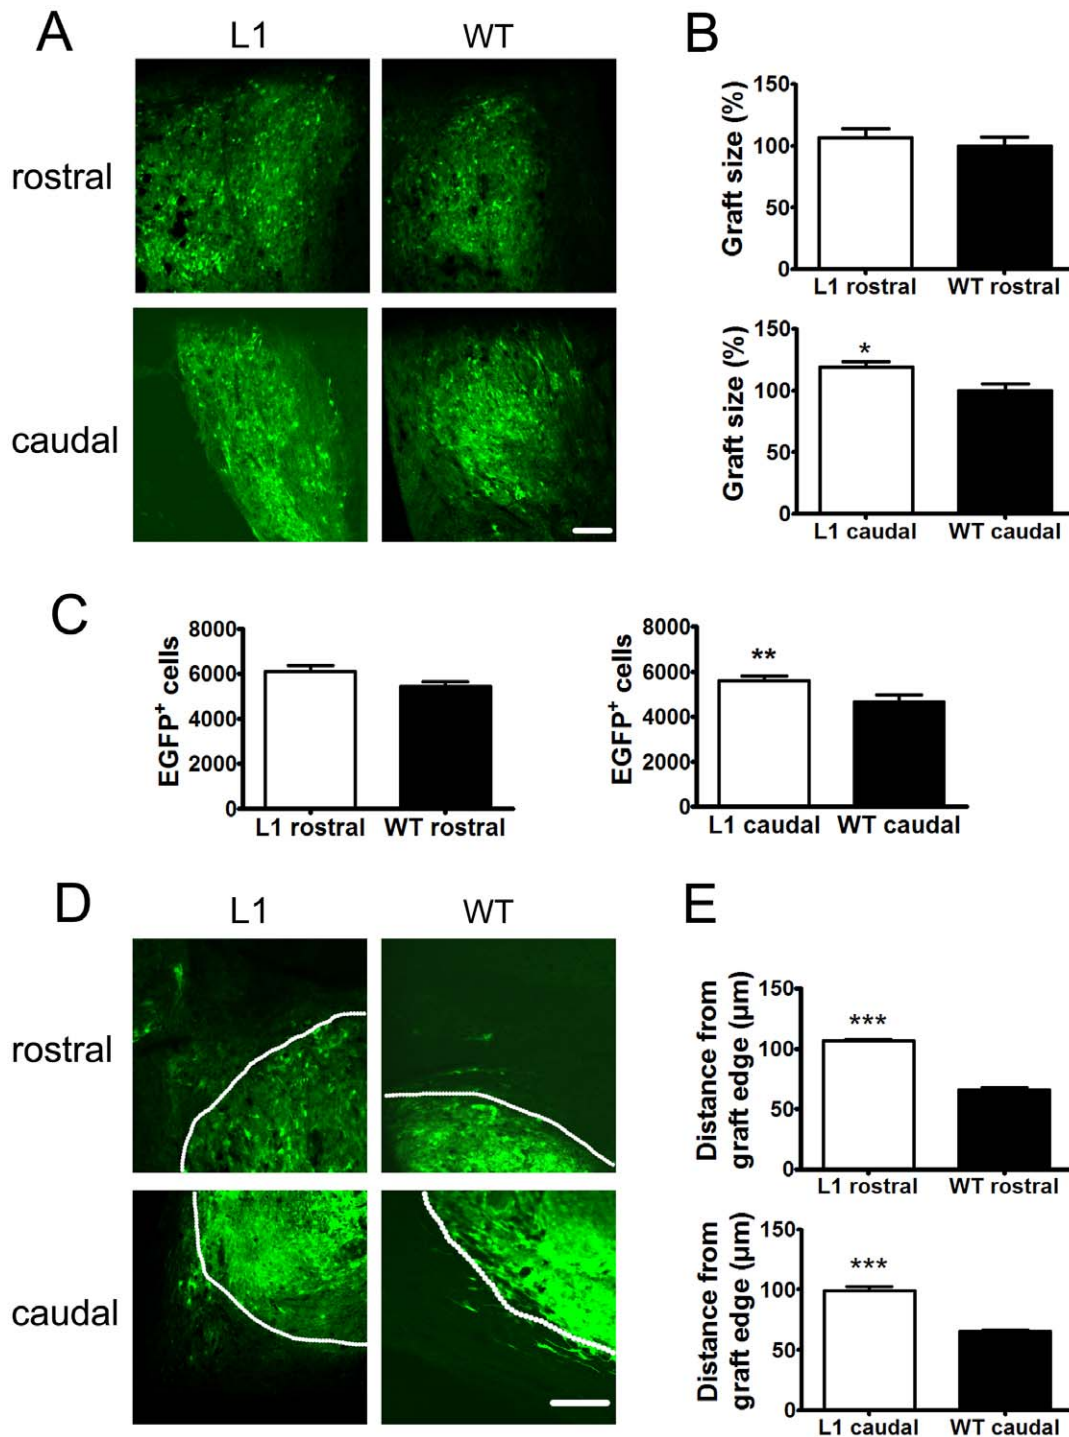 A
L1
WT
rostral
caudal
B
Graft size (%)
150
100
50
0
L1 rostral
WT rostral
Graft size (%)
150
100
50
0
*
L1 caudal
WT caudal
C
EGFP⁺ cells
8000
6000
4000
2000
0
L1 rostral
WT rostral
EGFP⁺ cells
8000
6000
4000
2000
0
**
L1 caudal
WT caudal
D
L1
WT
rostral
caudal
E
Distance from
graft edge (µm)
150
100
50
0
***
L1 rostral
WT rostral
Distance from
graft edge (µm)
150
100
50
0
***
L1 caudal
WT caudal